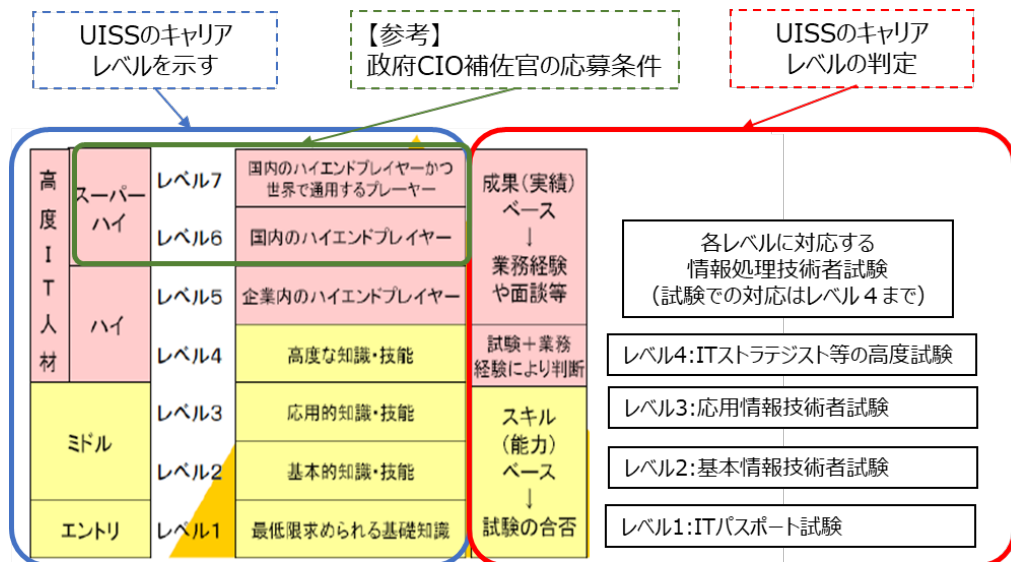 UISSのキャリア
レベルを示す
【参考】
政府CIO補佐官の応募条件
UISSのキャリア
レベルの判定
高度IT人材
スーパー
ハイ
レベル7
国内のハイエンドプレイヤーかつ
世界で通用するプレーヤー
レベル6
国内のハイエンドプレイヤー
ハイ
レベル5
企業内のハイエンドプレイヤー
レベル4
高度な知識・技能
ミドル
レベル3
応用的知識・技能
レベル2
基本的知識・技能
エントリ
レベル1
最低限求められる基礎知識
成果(実績)
ベース
↓
業務経験
や面談等
試験+業務
経験により判断
スキル
(能力)
ベース
↓
試験の合否
各レベルに対応する
情報処理技術者試験
(試験での対応はレベル4まで)
レベル4:ITストラテジスト等の高度試験
レベル3:応用情報技術者試験
レベル2:基本情報技術者試験
レベル1:ITパスポート試験